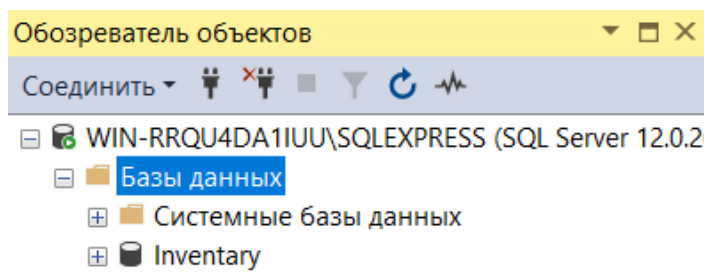 Обозреватель объектов
Соединить
WIN-RRQU4DA1IUU\SQLEXPRESS (SQL Server 12.0.2
Базы данных
Системные базы данных
Inventary